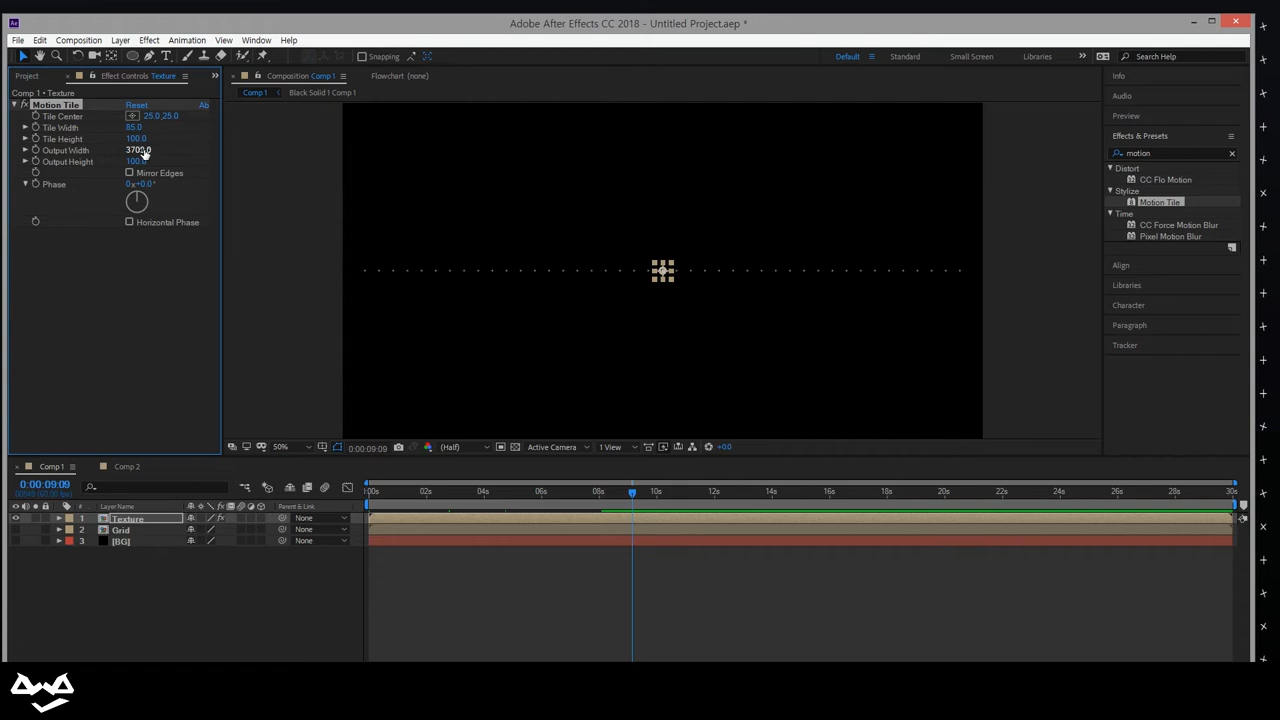 Ae Adobe After Effects CC 2018 - Untitled Project.aep *
File Edit Composition Layer Effect Animation View Window Help
Snapping Default Standard Small Screen Libraries Search Help
Project Effect Controls Texture Composition Comp 1 Flowchart (none) Info
Comp 1 • Texture Comp 1 Black Solid 1 Comp 1
fx Motion Tile Reset Ab Audio
Tile Center 25.0,25.0 Preview
Tile Width 85.0
Tile Height 100.0 Effects & Presets
Output Width 3700.0 motion
Output Height 100.0 Distort
Mirror Edges CC Flo Motion
Phase 0x+0.0° Stylize
Motion Tile
Time
Horizontal Phase CC Force Motion Blur
Pixel Motion Blur
Align
Libraries
Character
Paragraph
Tracker
50% 0:00:09:09 (Half) Active Camera 1 View +0.0
Comp 1 Comp 2
0:00:09:09
:00s 02s 04s 06s 08s 10s 12s 14s 16s 18s 20s 22s 24s 26s 28s 30s
# Layer Name fx Parent & Link
1 Texture fx None
2 Grid None
3 [BG] None